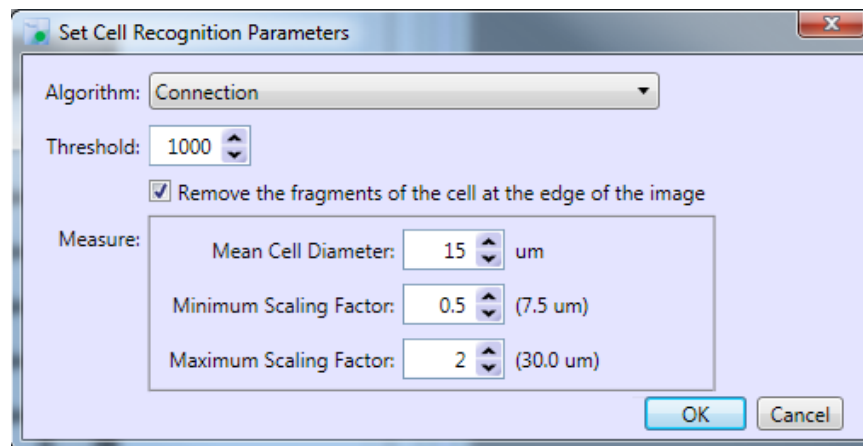 Set Cell Recognition Parameters
Algorithm: Connection
Threshold: 1000
Remove the fragments of the cell at the edge of the image
Measure:
Mean Cell Diameter: 15 um
Minimum Scaling Factor: 0.5 (7.5 um)
Maximum Scaling Factor: 2 (30.0 um)
OK Cancel